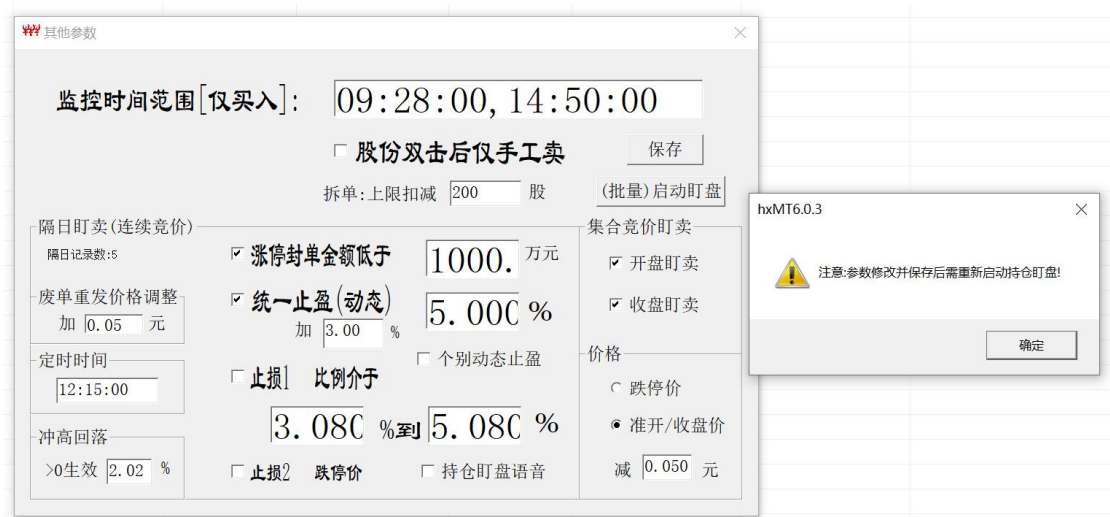 其他参数
监控时间范围[仅买入]: 09:28:00,14:50:00
股份双击后仅手工卖 保存
拆单:上限扣减 200 股 (批量)启动盯盘
隔日盯卖(连续竞价)
隔日记录数:5
涨停封单金额低于 1000. 万元
废单重发价格调整
加 0.05 元
统一止盈(动态) 5.000 %
加 3.00 %
个别动态止盈
定时时间
12:15:00
止损1 比例介于
3.080 %到 5.080 %
冲高回落
>0生效 2.02 %
止损2 跌停价 持仓盯盘语音
集合竞价盯卖
开盘盯卖
收盘盯卖
价格
跌停价
准开/收盘价
减 0.050 元
hxMT6.0.3
注意:参数修改并保存后需重新启动持仓盯盘!
确定